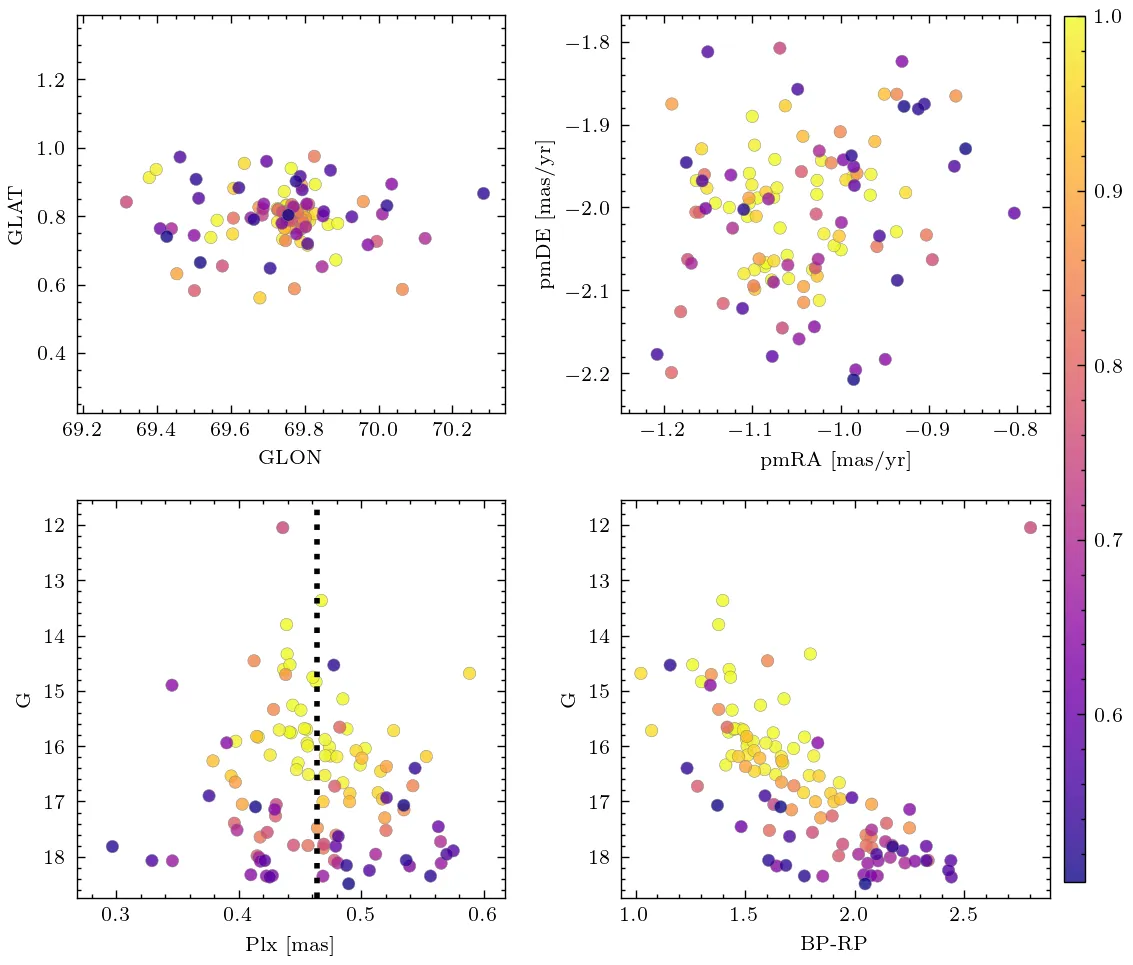 1.2
1.0
0.8
0.6
0.4
GLAT
69.2 69.4 69.6 69.8 70.0 70.2
GLON
−1.8
−1.9
−2.0
−2.1
−2.2
pmDE [mas/yr]
−1.2 −1.1 −1.0 −0.9 −0.8
pmRA [mas/yr]
1.0
0.9
0.8
0.7
0.6
12
13
14
15
16
17
18
G
0.3 0.4 0.5 0.6
Plx [mas]
12
13
14
15
16
17
18
G
1.0 1.5 2.0 2.5
BP-RP